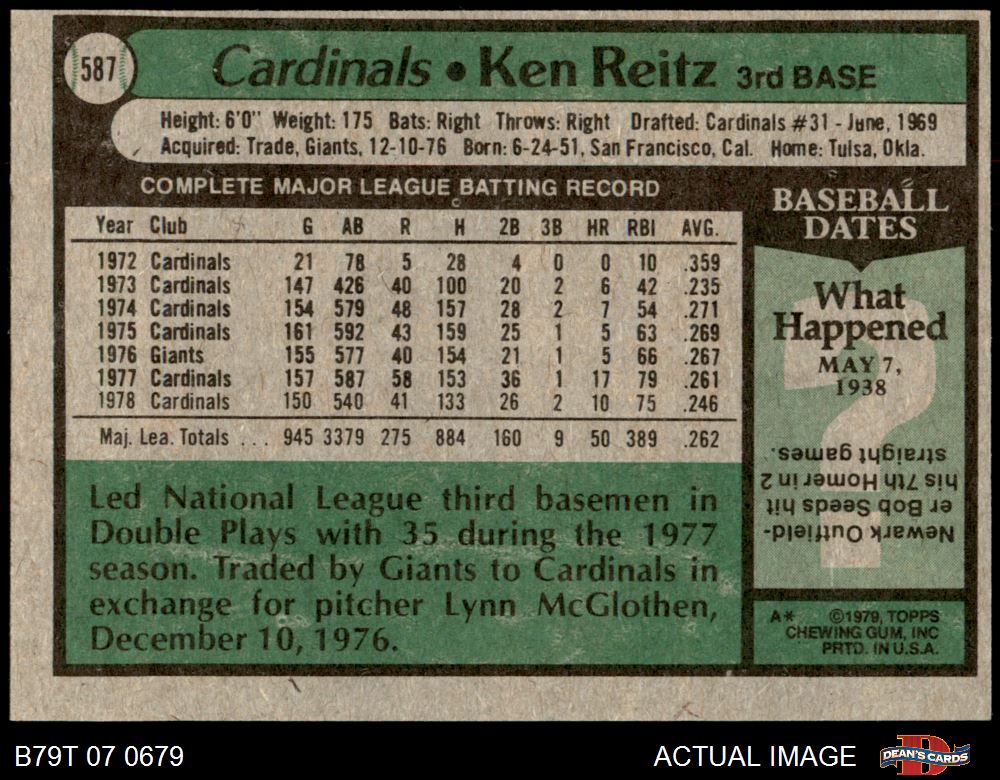 587
Cardinals • Ken Reitz 3rd BASE
Height: 6'0" Weight: 175 Bats: Right Throws: Right Drafted: Cardinals #31 - June, 1969
Acquired: Trade, Giants, 12-10-76 Born: 6-24-51, San Francisco, Cal. Home: Tulsa, Okla.
COMPLETE MAJOR LEAGUE BATTING RECORD
Year Club G AB R H 2B 3B HR RBI AVG.
1972 Cardinals 21 78 5 28 4 0 0 10 .359
1973 Cardinals 147 426 40 100 20 2 6 42 .235
1974 Cardinals 154 579 48 157 28 2 7 54 .271
1975 Cardinals 161 592 43 159 25 1 5 63 .269
1976 Giants 155 577 40 154 21 1 5 66 .267
1977 Cardinals 157 587 58 153 36 1 17 79 .261
1978 Cardinals 150 540 41 133 26 2 10 75 .246
Maj. Lea. Totals ... 945 3379 275 884 160 9 50 389 .262
Led National League third basemen in
Double Plays with 35 during the 1977
season. Traded by Giants to Cardinals in
exchange for pitcher Lynn McGlothen,
December 10, 1976.
BASEBALL
DATES
What
Happened
MAY 7,
1938
?
Newark Outfield-
er Bob Seeds hit
his 7th Homer in 2
straight games.
A* ©1979, TOPPS
CHEWING GUM, INC
PRTD. IN U.S.A.
B79T 07 0679
ACTUAL IMAGE
D
DEAN'S CARDS